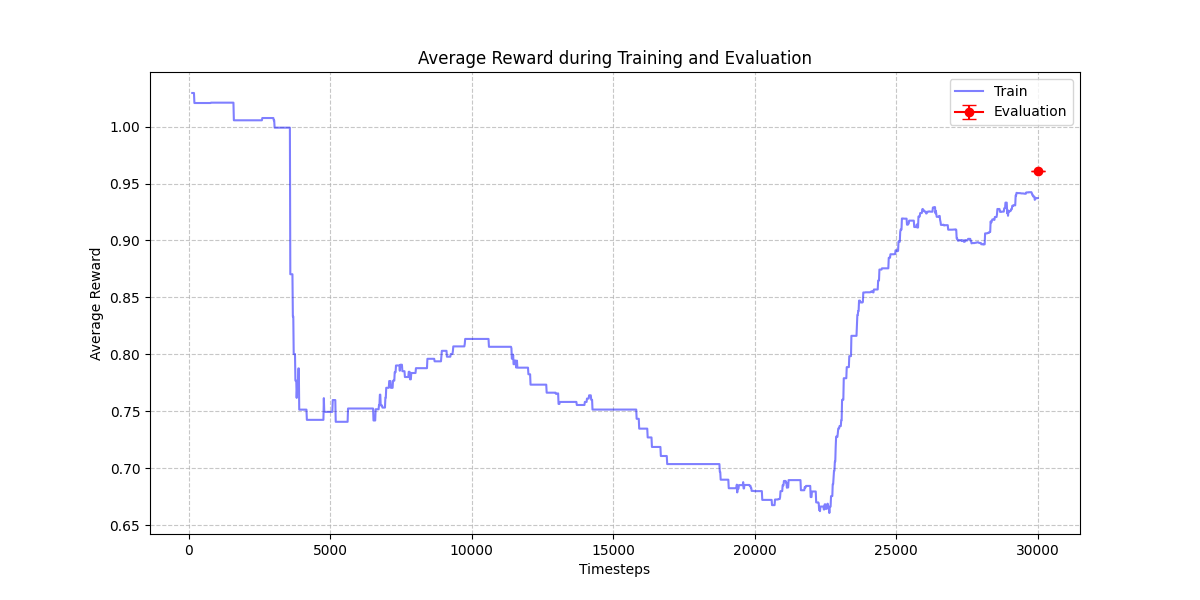 Average Reward during Training and Evaluation
Train
Evaluation
Average Reward
1.00
0.95
0.90
0.85
0.80
0.75
0.70
0.65
0 5000 10000 15000 20000 25000 30000
Timesteps